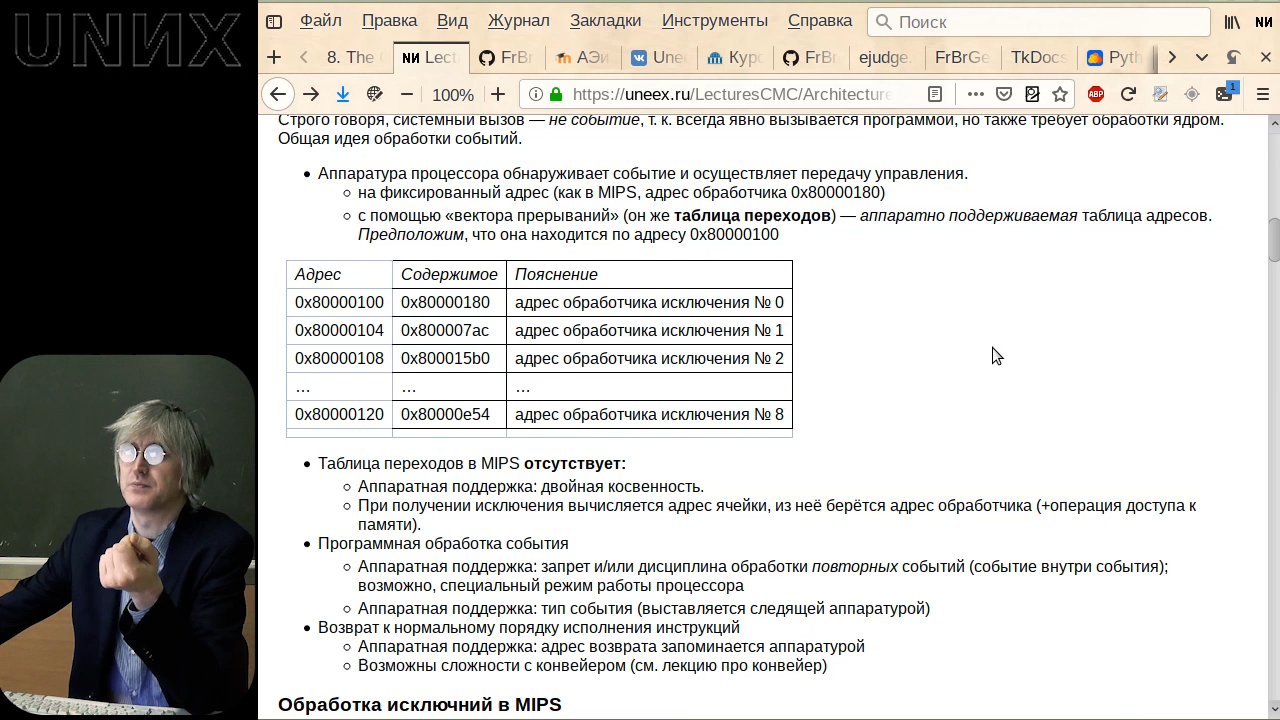 UNИX
Файл Правка Вид Журнал Закладки Инструменты Справка Поиск
8. The NИ Lect FrBr АЭи Unee Курс FrBr ejudge. FrBrGe TkDocs Pyth
100% https://uneex.ru/LecturesCMC/Architecture ABP 1
Строго говоря, системный вызов — не событие, т. к. всегда явно вызывается программой, но также требует обработки ядром.
Общая идея обработки событий.
Аппаратура процессора обнаруживает событие и осуществляет передачу управления.
на фиксированный адрес (как в MIPS, адрес обработчика 0x80000180)
с помощью «вектора прерываний» (он же таблица переходов) — аппаратно поддерживаемая таблица адресов.
Предположим, что она находится по адресу 0x80000100
Адрес Содержимое Пояснение
0x80000100 0x80000180 адрес обработчика исключения № 0
0x80000104 0x800007ac адрес обработчика исключения № 1
0x80000108 0x800015b0 адрес обработчика исключения № 2
… … …
0x80000120 0x80000e54 адрес обработчика исключения № 8
Таблица переходов в MIPS отсутствует:
Аппаратная поддержка: двойная косвенность.
При получении исключения вычисляется адрес ячейки, из неё берётся адрес обработчика (+операция доступа к
памяти).
Программная обработка события
Аппаратная поддержка: запрет и/или дисциплина обработки повторных событий (событие внутри события);
возможно, специальный режим работы процессора
Аппаратная поддержка: тип события (выставляется следящей аппаратурой)
Возврат к нормальному порядку исполнения инструкций
Аппаратная поддержка: адрес возврата запоминается аппаратурой
Возможны сложности с конвейером (см. лекцию про конвейер)
Обработка исключний в MIPS